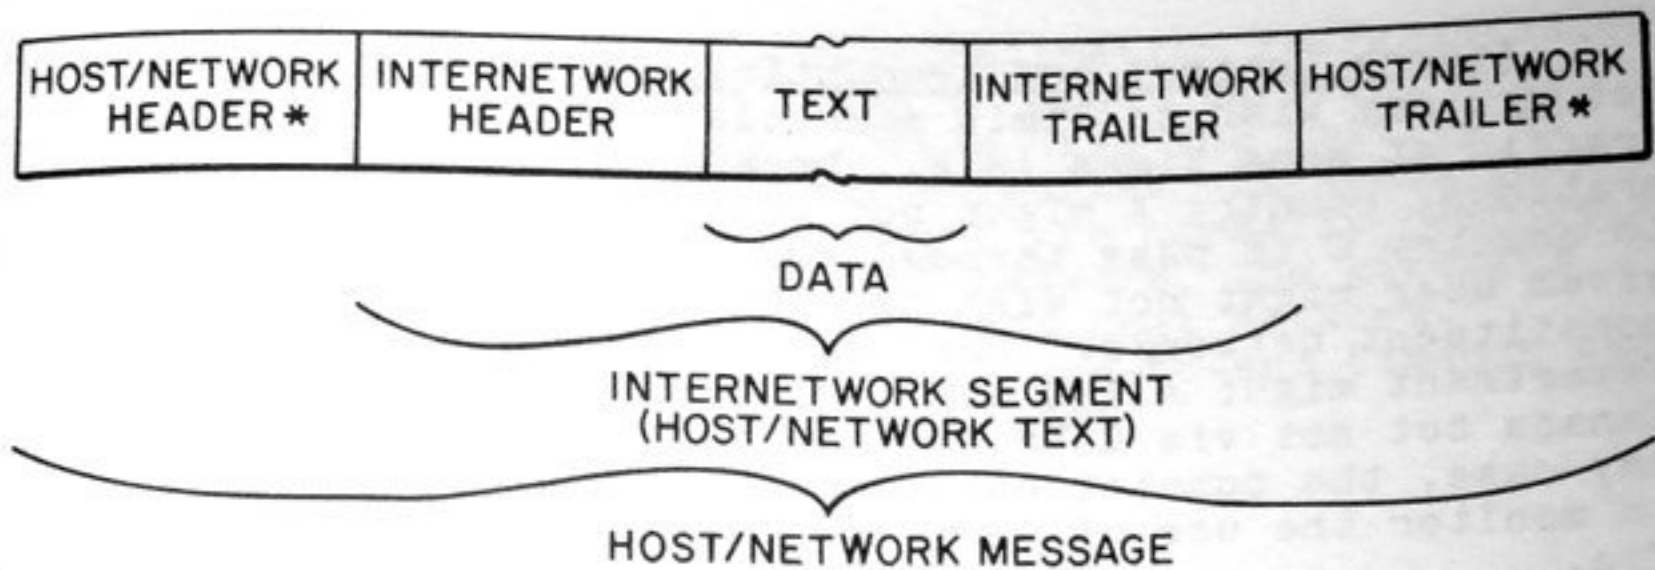 HOST/NETWORK
HEADER *
INTERNETWORK
HEADER
TEXT
INTERNETWORK
TRAILER
HOST/NETWORK
TRAILER *
DATA
INTERNETWORK SEGMENT
(HOST/NETWORK TEXT)
HOST/NETWORK MESSAGE